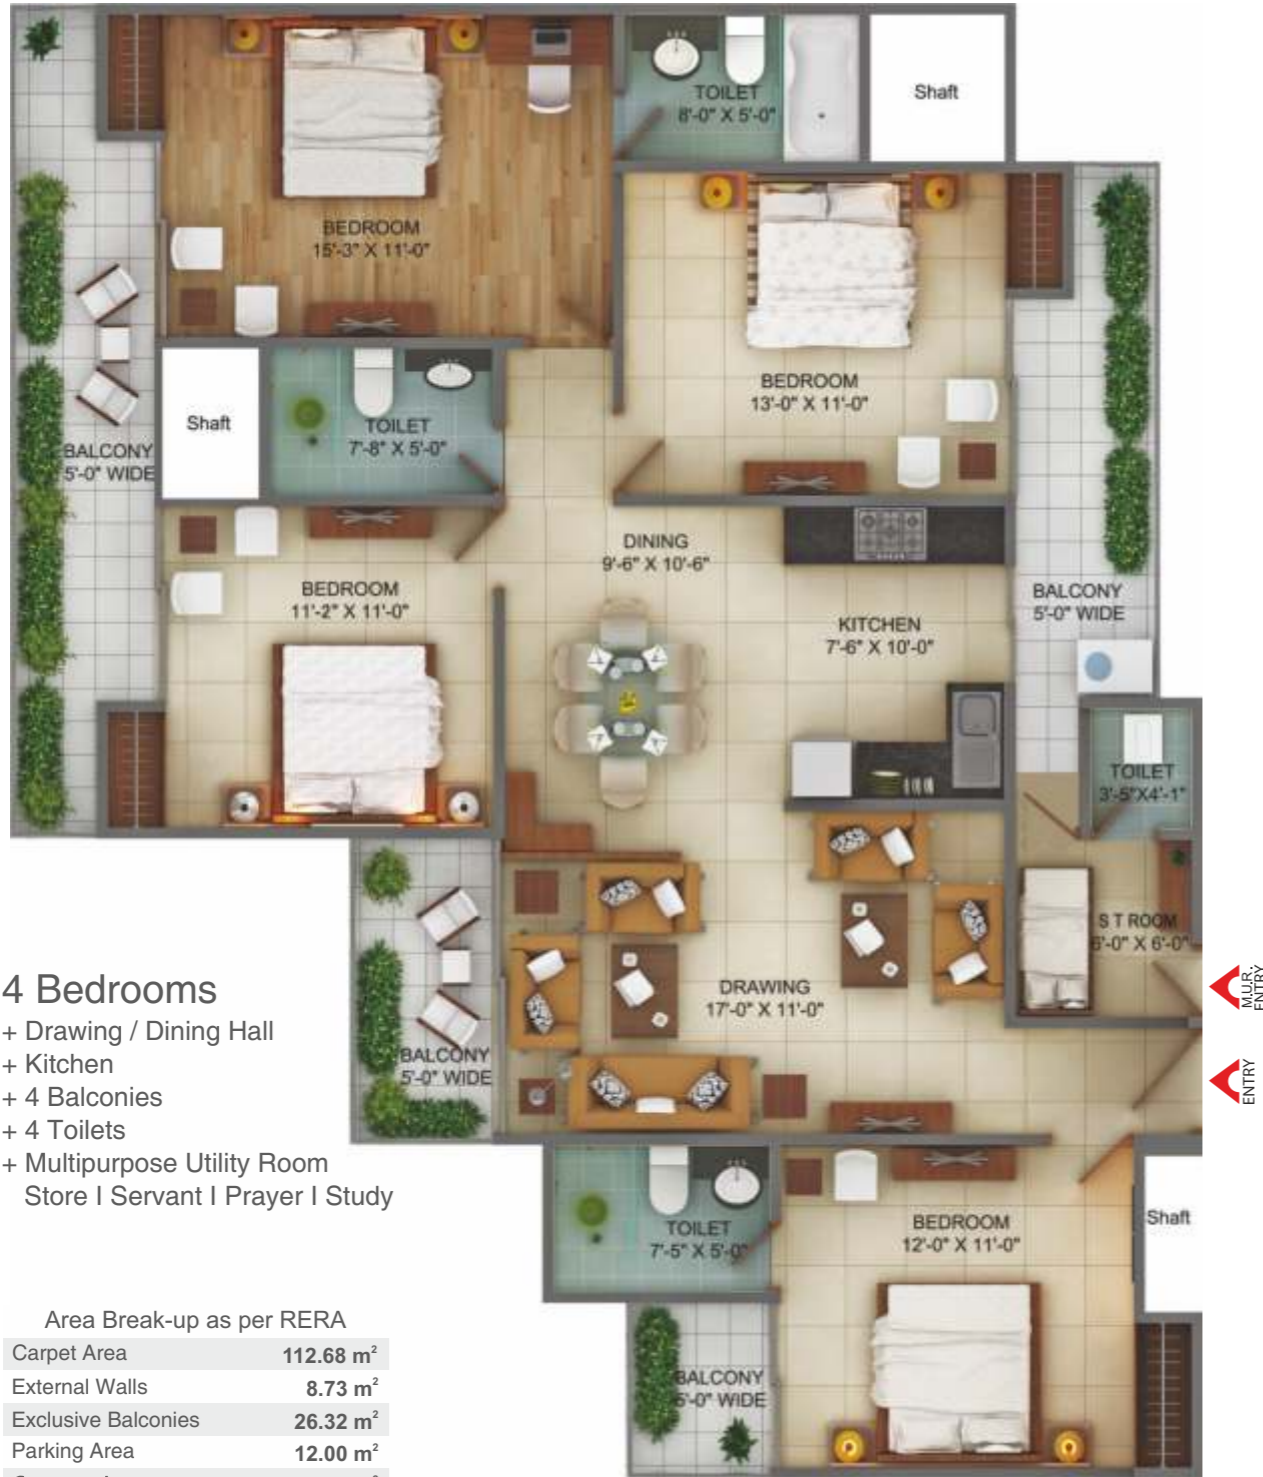 TOILET
8'-0" X 5'-0"
Shaft
BEDROOM
15'-3" X 11'-0"
BEDROOM
13'-0" X 11'-0"
Shaft
TOILET
7'-8" X 5'-0"
BALCONY
5'-0" WIDE
DINING
9'-6" X 10'-6"
BEDROOM
11'-2" X 11'-0"
BALCONY
5'-0" WIDE
KITCHEN
7'-6" X 10'-0"
TOILET
3'-5"X4'-1"
S T ROOM
6'-0" X 6'-0"
M.U.R.
ENTRY
DRAWING
17'-0" X 11'-0"
BALCONY
5'-0" WIDE
ENTRY
4 Bedrooms
+ Drawing / Dining Hall
+ Kitchen
+ 4 Balconies
+ 4 Toilets
+ Multipurpose Utility Room
Store I Servant I Prayer I Study
TOILET
7'-5" X 5'-0"
BEDROOM
12'-0" X 11'-0"
Shaft
BALCONY
5'-0" WIDE
Area Break-up as per RERA
Carpet Area 112.68 m²
External Walls 8.73 m²
Exclusive Balconies 26.32 m²
Parking Area 12.00 m²